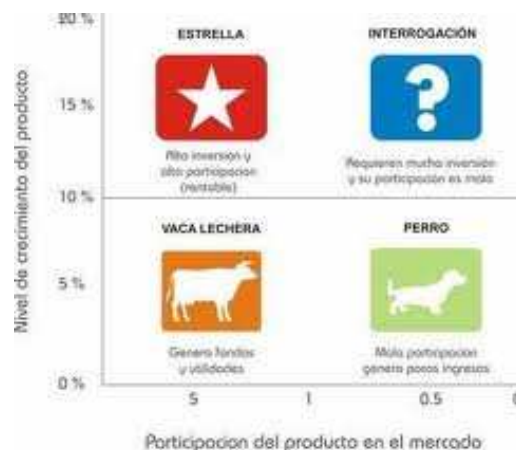 20 %
ESTRELLA
INTERROGACIÓN
?
15 %
Alta inversión y
alta participacion
(rentable)
Requieren mucha inversión
y su participación es mala
10 %
VACA LECHERA
PERRO
5 %
Genera fondos
y utilidades
Mala participacion
genera pocos ingresos
0 %
5
1
0.5
Nivel de crecimiento del producto
Participacion del producto en el mercado